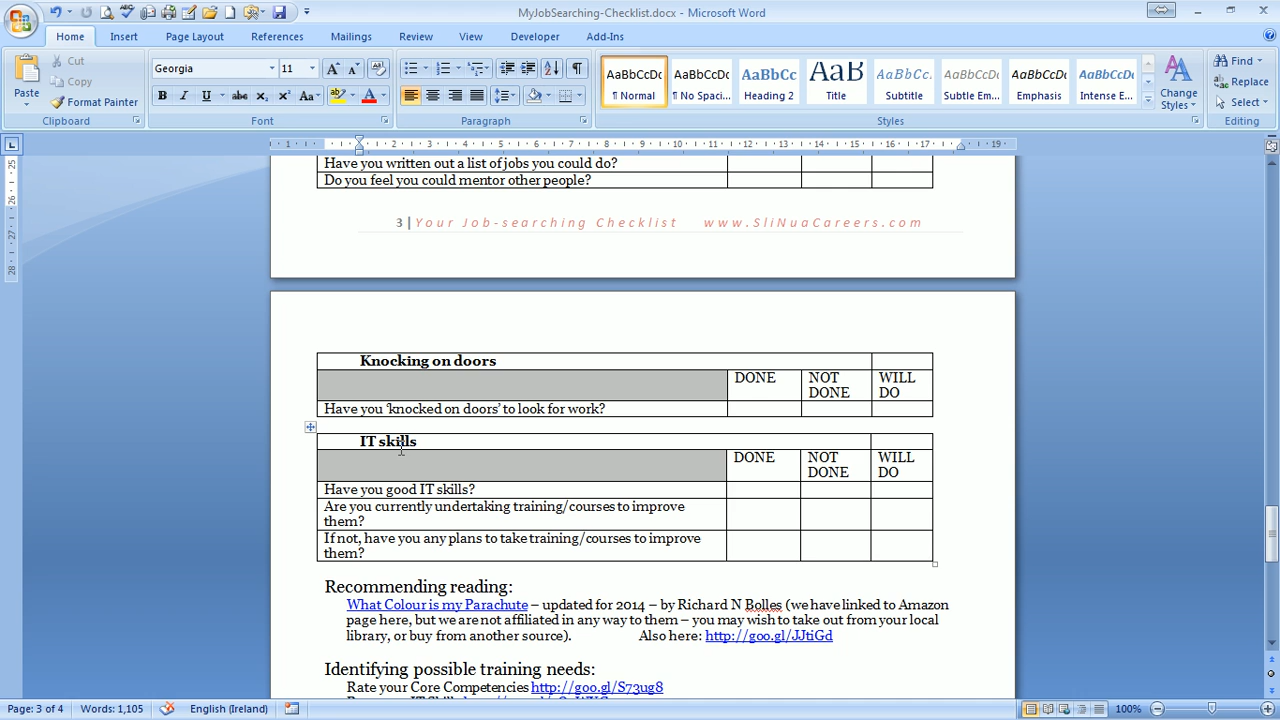 MyJobSearching-Checklist.docx - Microsoft Word
Home Insert Page Layout References Mailings Review View Developer Add-Ins
Paste
Cut
Copy
Format Painter
Clipboard
Georgia 11
Font
Paragraph
AaBbCcDc AaBbCcDc AaBbCc AaB AaBbCc AaBbCcDc AaBbCcDc AaBbCcDc
¶ Normal ¶ No Spaci... Heading 2 Title Subtitle Subtle Em... Emphasis Intense E...
Change Styles
Styles
Find
Replace
Select
Editing
Have you written out a list of jobs you could do?
Do you feel you could mentor other people?
3 | Your Job-searching Checklist www.SliNuaCareers.com
Knocking on doors
DONE NOT DONE WILL DO
Have you 'knocked on doors' to look for work?
IT skills
DONE NOT DONE WILL DO
Have you good IT skills?
Are you currently undertaking training/courses to improve
them?
If not, have you any plans to take training/courses to improve
them?
Recommending reading:
What Colour is my Parachute – updated for 2014 – by Richard N Bolles (we have linked to Amazon
page here, but we are not affiliated in any way to them – you may wish to take out from your local
library, or buy from another source). Also here: http://goo.gl/JJtiGd
Identifying possible training needs:
Rate your Core Competencies http://goo.gl/S73ug8
Page: 3 of 4 Words: 1,105 English (Ireland) 100%